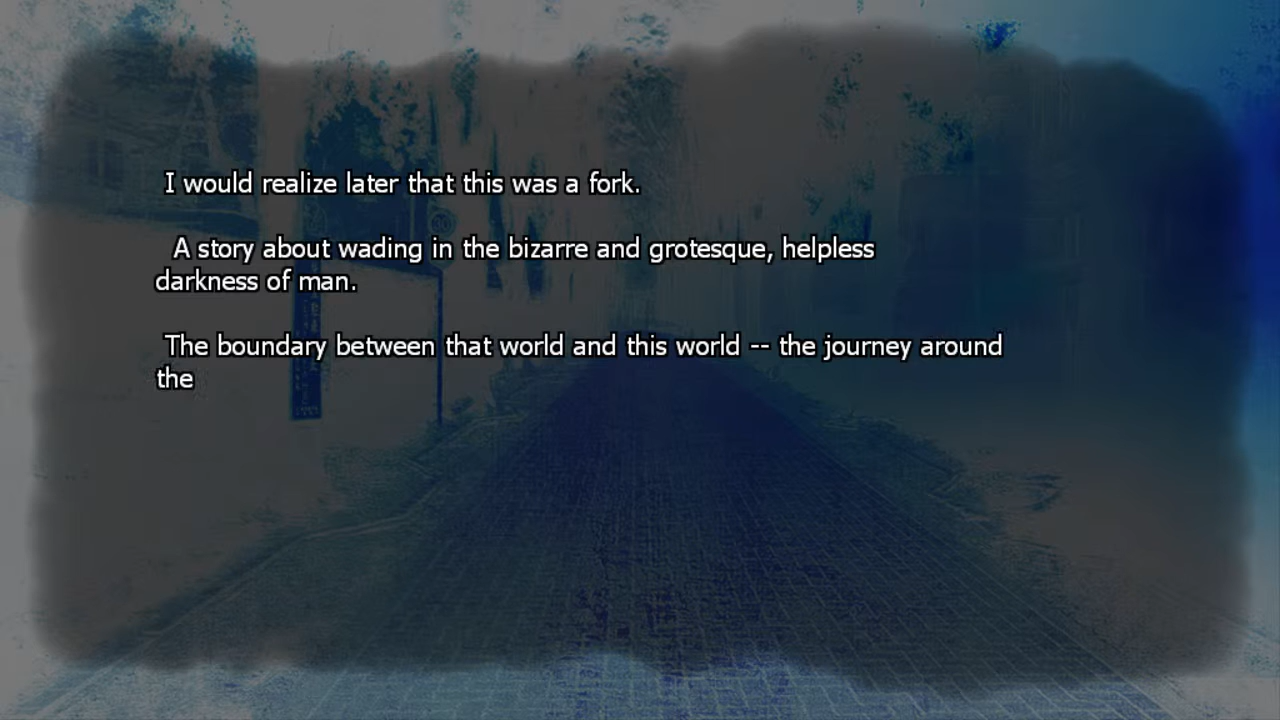 I would realize later that this was a fork.
A story about wading in the bizarre and grotesque, helpless
darkness of man.
The boundary between that world and this world -- the journey around
the